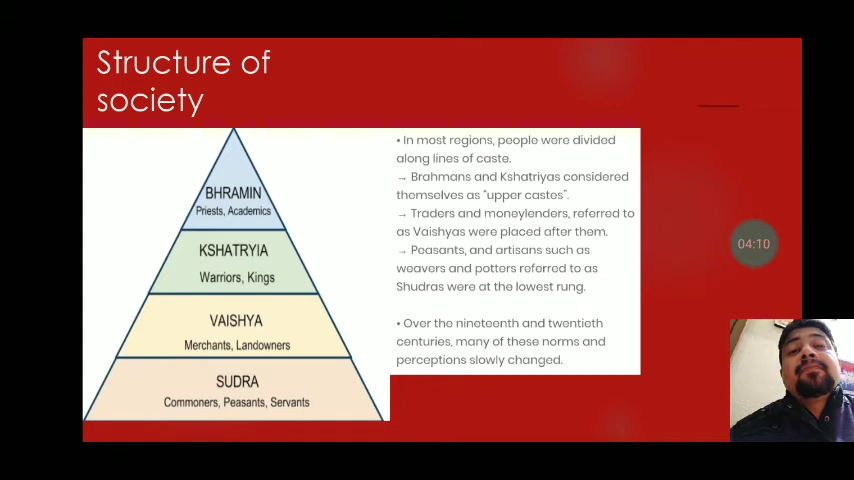 Structure of
society
BHRAMIN
Priests, Academics
KSHATRYIA
Warriors, Kings
VAISHYA
Merchants, Landowners
SUDRA
Commoners, Peasants, Servants
• In most regions, people were divided
along lines of caste.
→ Brahmans and Kshatriyas considered
themselves as “upper castes”.
→ Traders and moneylenders, referred to
as Vaishyas were placed after them.
→ Peasants, and artisans such as
weavers and potters referred to as
Shudras were at the lowest rung.
• Over the nineteenth and twentieth
centuries, many of these norms and
perceptions slowly changed.
04:10